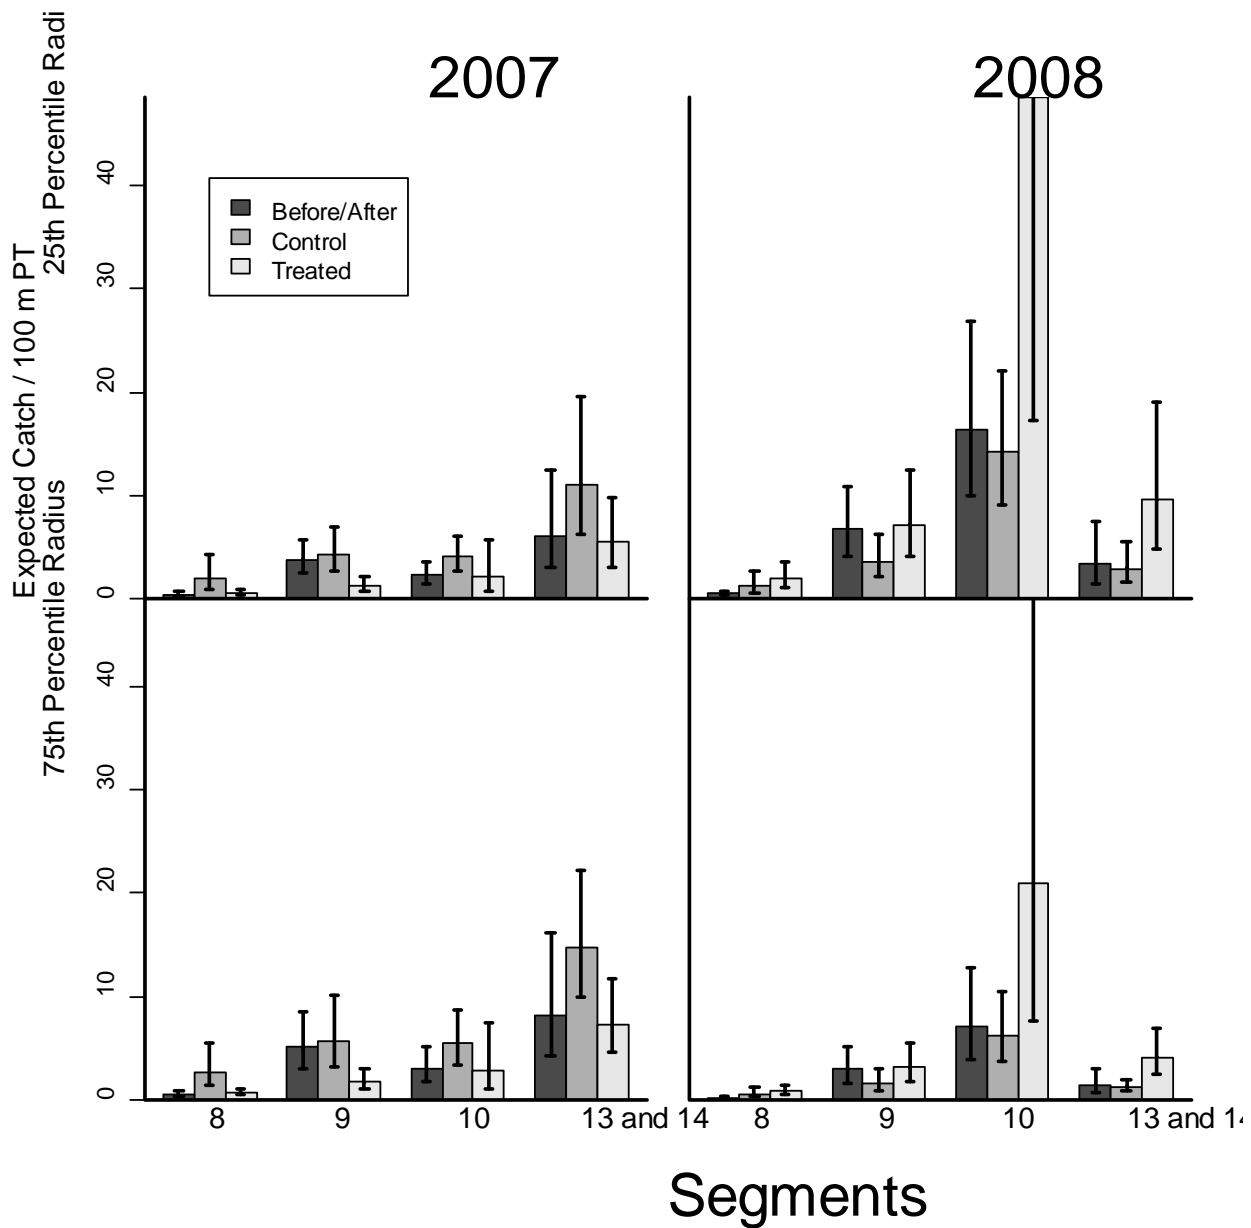 2007
2008
25th Percentile Radi
Expected Catch / 100 m PT
75th Percentile Radius
40
30
20
10
0
Before/After
Control
Treated
40
30
20
10
0
8
9
10
13 and 14
8
9
10
13 and 14
Segments